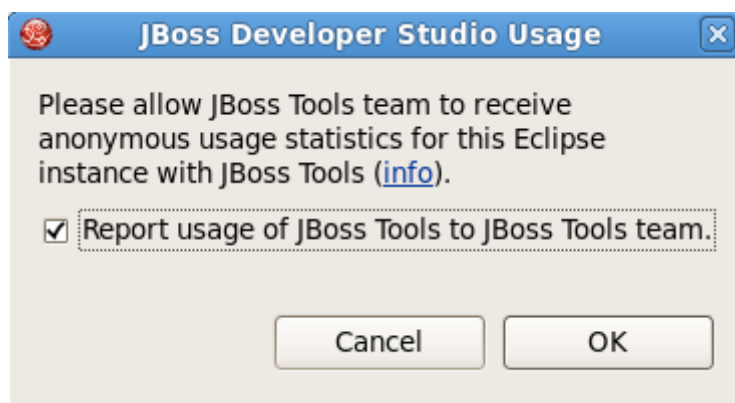 JBoss Developer Studio Usage
Please allow JBoss Tools team to receive
anonymous usage statistics for this Eclipse
instance with JBoss Tools (info).
Report usage of JBoss Tools to JBoss Tools team.
Cancel OK